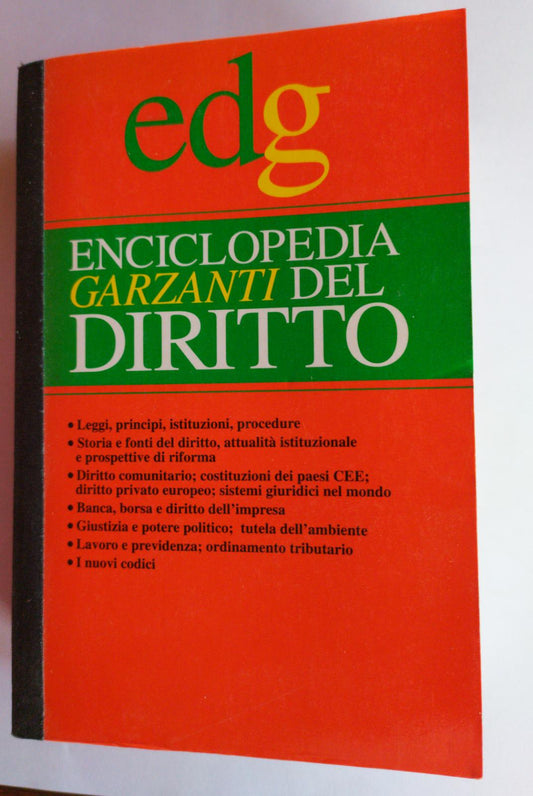 edg
ENCICLOPEDIA
GARZANTI DEL
DIRITTO
• Leggi, principi, istituzioni, procedure
• Storia e fonti del diritto, attualità istituzionale
e prospettive di riforma
• Diritto comunitario; costituzioni dei paesi CEE;
diritto privato europeo; sistemi giuridici nel mondo
• Banca, borsa e diritto dell'impresa
• Giustizia e potere politico; tutela dell'ambiente
• Lavoro e previdenza; ordinamento tributario
• I nuovi codici